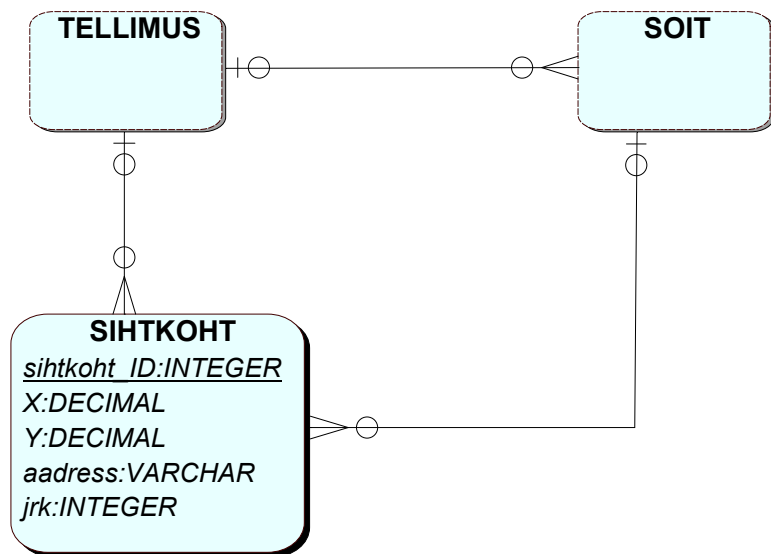 TELLIMUS
SOIT
SIHTKOHT
sihtkoht_ID:INTEGER
X:DECIMAL
Y:DECIMAL
aadress:VARCHAR
jrk:INTEGER